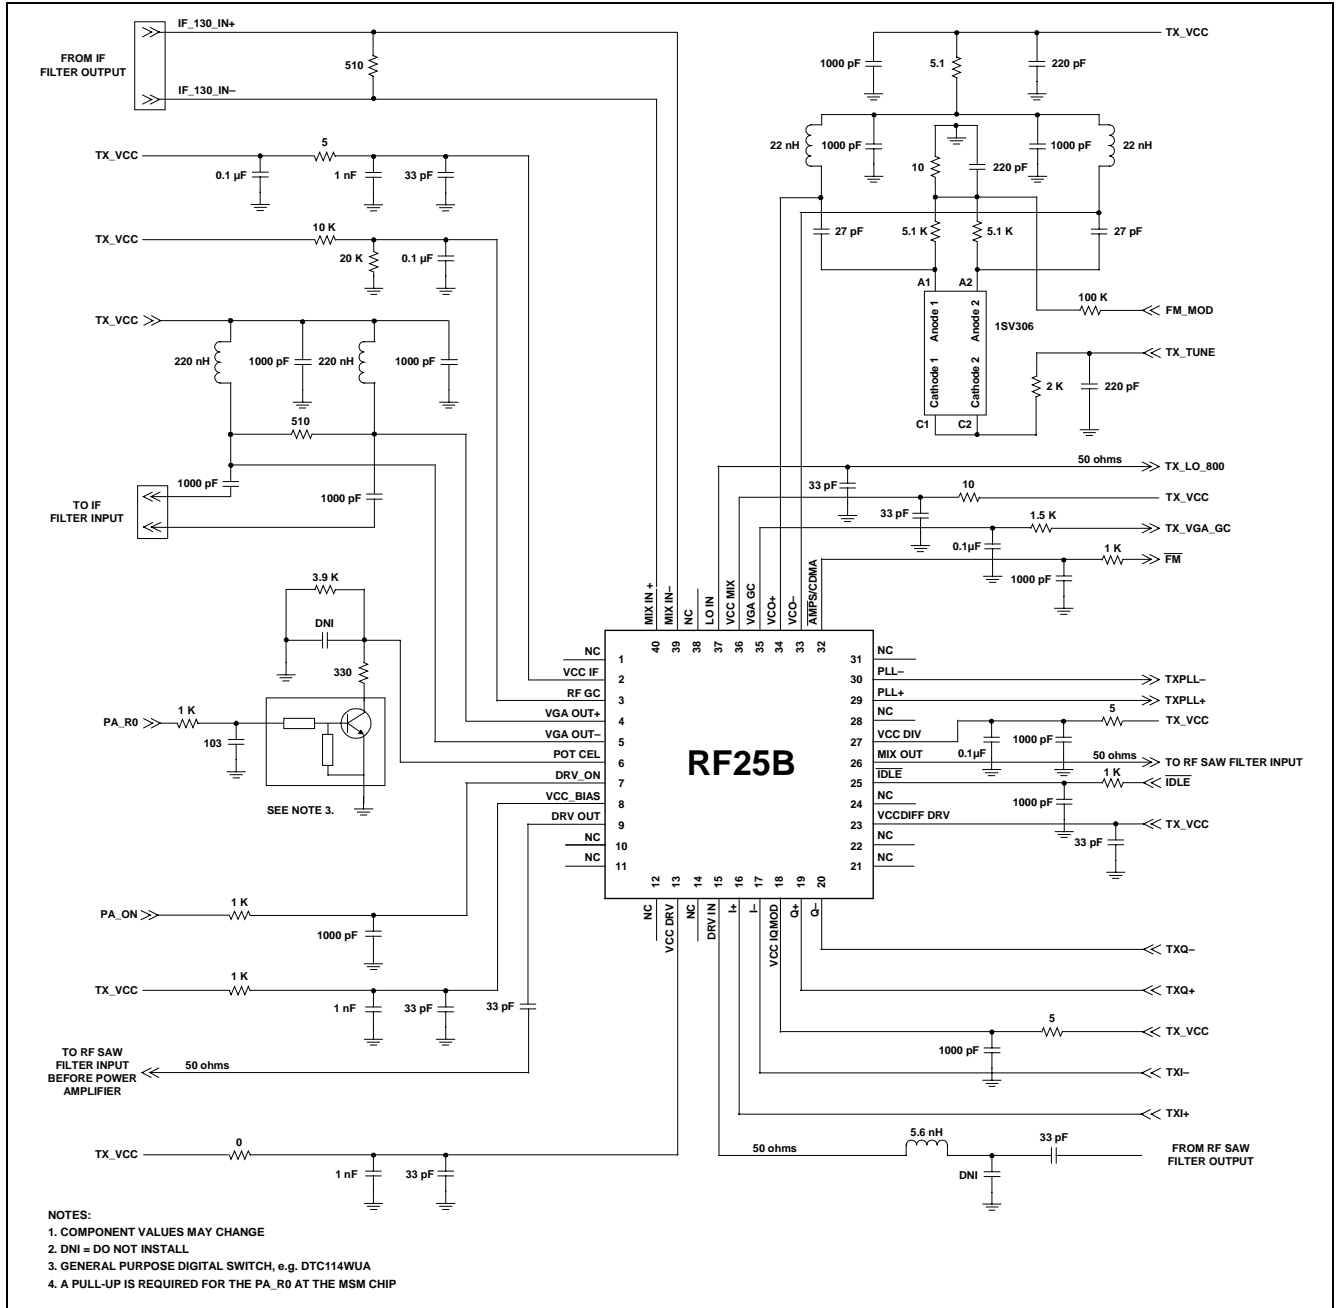 IF_130_IN+
FROM IF
FILTER OUTPUT
510
IF_130_IN–
TX_VCC
5
0.1 µF
1 nF
33 pF
TX_VCC
10 K
20 K
0.1 µF
TX_VCC
220 nH
1000 pF
220 nH
1000 pF
510
1000 pF
1000 pF
TO IF
FILTER INPUT
3.9 K
DNI
330
PA_R0
1 K
103
SEE NOTE 3.
PA_ON
1 K
1000 pF
TX_VCC
1 K
1 nF
33 pF
33 pF
TO RF SAW
FILTER INPUT
BEFORE POWER
AMPLIFIER
50 ohms
TX_VCC
0
1 nF
33 pF
TX_VCC
1000 pF
5.1
220 pF
22 nH
1000 pF
10
220 pF
1000 pF
22 nH
27 pF
5.1 K
5.1 K
27 pF
A1
A2
Anode 1
Anode 2
Cathode 1
Cathode 2
1SV306
C1
C2
100 K
FM_MOD
TX_TUNE
2 K
220 pF
50 ohms
TX_LO_800
33 pF
10
TX_VCC
33 pF
1.5 K
TX_VGA_GC
0.1µF
1 K
FM
1000 pF
MIX IN +
MIX IN–
NC
LO IN
VCC MIX
VGA GC
VCO+
VCO–
AMPS/CDMA
40
39
38
37
36
35
34
33
32
NC
1
VCC IF
2
RF GC
3
VGA OUT+
4
VGA OUT–
5
POT CEL
6
DRV_ON
7
VCC_BIAS
8
DRV OUT
9
NC
10
NC
11
RF25B
31
NC
30
PLL–
TXPLL–
29
PLL+
TXPLL+
28
NC
27
VCC DIV
5
TX_VCC
0.1µF
1000 pF
26
MIX OUT
50 ohms
TO RF SAW FILTER INPUT
25
IDLE
1 K
IDLE
1000 pF
24
NC
23
VCCDIFF DRV
TX_VCC
33 pF
22
NC
21
NC
12
13
14
15
16
17
18
19
20
NC
VCC DRV
NC
DRV IN
I+
I–
VCC IQMOD
Q+
Q–
TXQ–
TXQ+
5
TX_VCC
1000 pF
TXI–
TXI+
50 ohms
5.6 nH
33 pF
DNI
FROM RF SAW
FILTER OUTPUT
NOTES:
1. COMPONENT VALUES MAY CHANGE
2. DNI = DO NOT INSTALL
3. GENERAL PURPOSE DIGITAL SWITCH, e.g. DTC114WUA
4. A PULL-UP IS REQUIRED FOR THE PA_R0 AT THE MSM CHIP